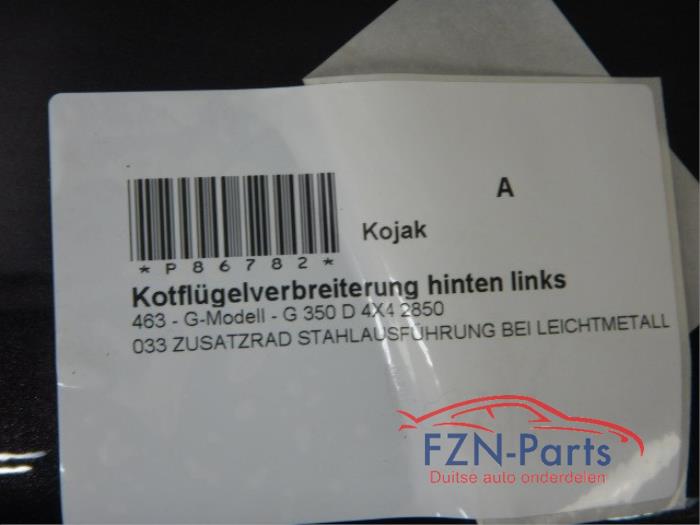 A
Kojak
*P86782*
Kotflügelverbreiterung hinten links
463 - G-Modell - G 350 D 4X4 2850
033 ZUSATZRAD STAHLAUSFÜHRUNG BEI LEICHTMETALL
FZN-Parts
Duitse auto onderdelen